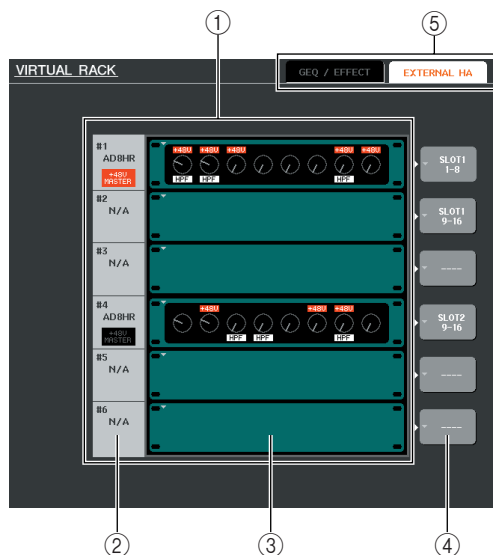 ①
⑤
VIRTUAL RACK
GEQ / EFFECT
EXTERNAL HA
#1
AD8HR
+48V
MASTER
+48V +48V +48V +48V +48V
HPF HPF HPF
SLOT1
1-8
#2
N/A
SLOT1
9-16
#3
N/A
----
#4
AD8HR
+48V
MASTER
+48V +48V +48V
HPF HPF HPF
SLOT2
9-16
#5
N/A
----
#6
N/A
----
②
③
④